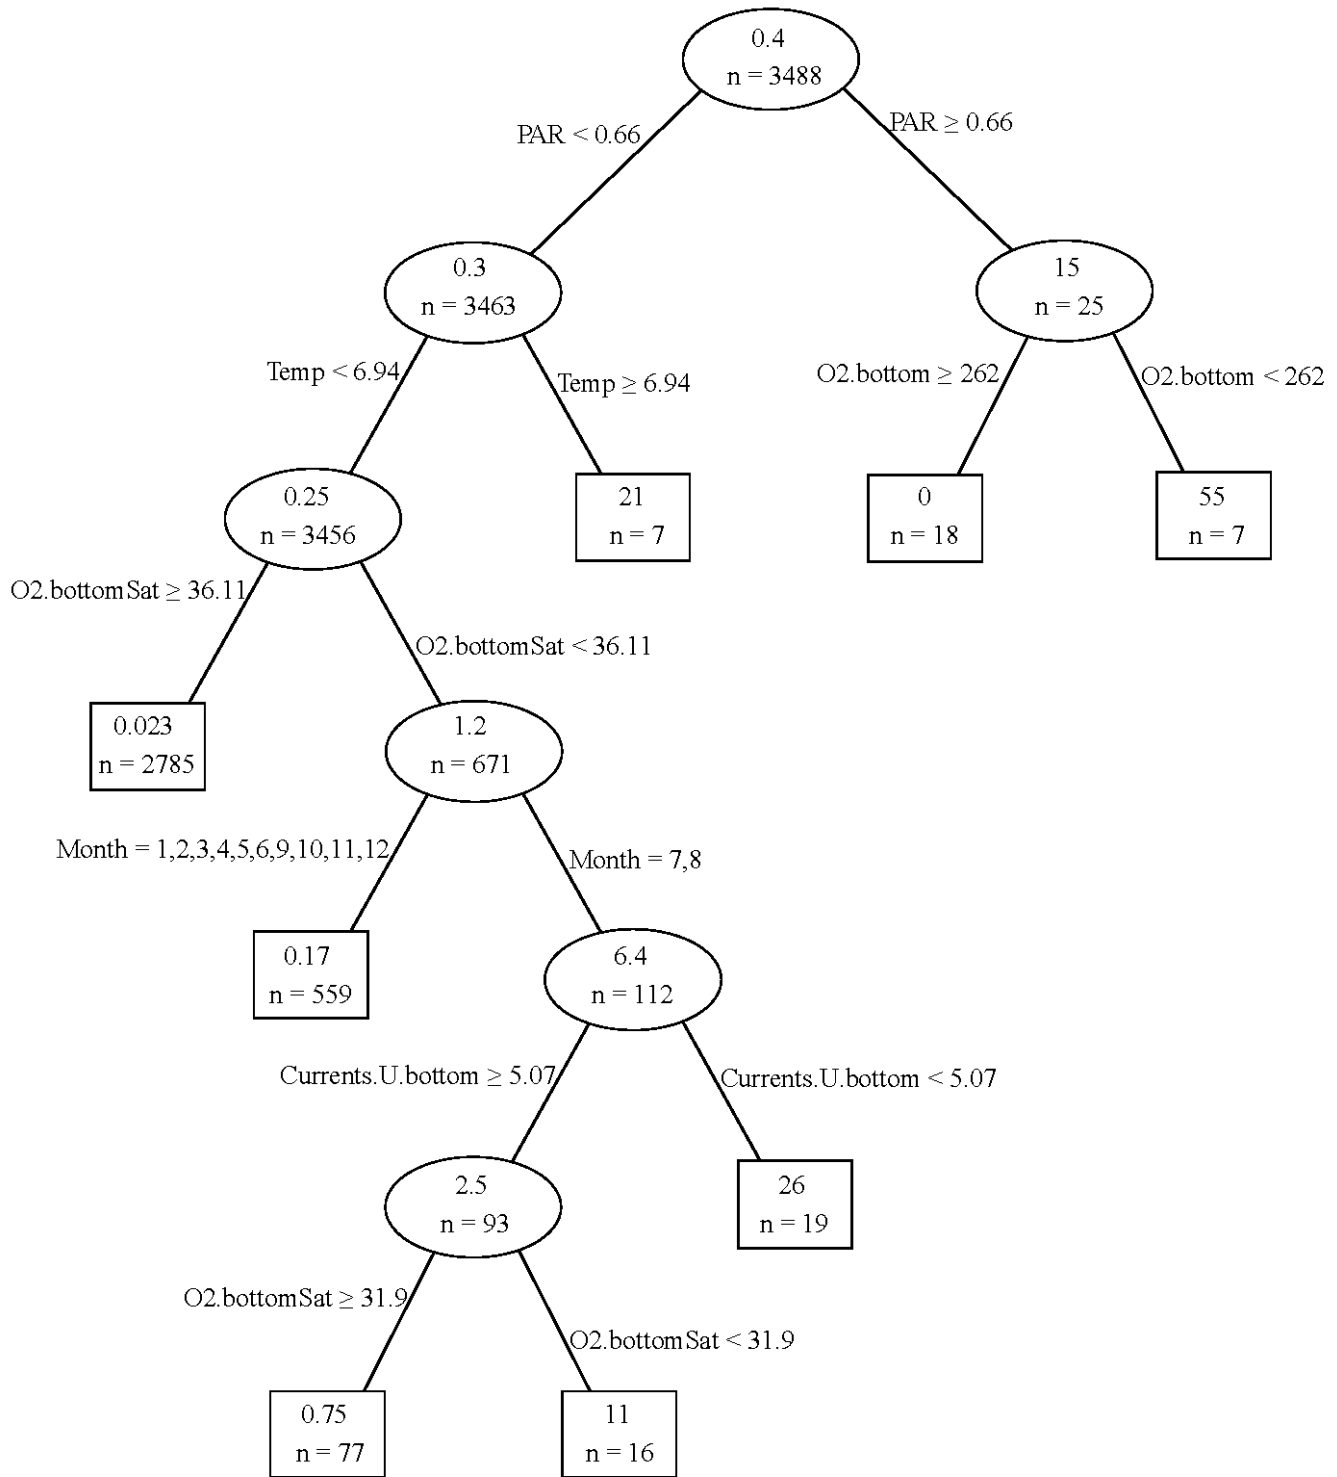 0.4
n = 3488
PAR < 0.66
PAR ≥ 0.66
0.3
n = 3463
15
n = 25
Temp < 6.94
Temp ≥ 6.94
O2.bottom ≥ 262
O2.bottom < 262
0.25
n = 3456
21
n = 7
0
n = 18
55
n = 7
O2.bottomSat ≥ 36.11
O2.bottomSat < 36.11
0.023
n = 2785
1.2
n = 671
Month = 1,2,3,4,5,6,9,10,11,12
Month = 7,8
0.17
n = 559
6.4
n = 112
Currents.U.bottom ≥ 5.07
Currents.U.bottom < 5.07
2.5
n = 93
26
n = 19
O2.bottomSat ≥ 31.9
O2.bottomSat < 31.9
0.75
n = 77
11
n = 16